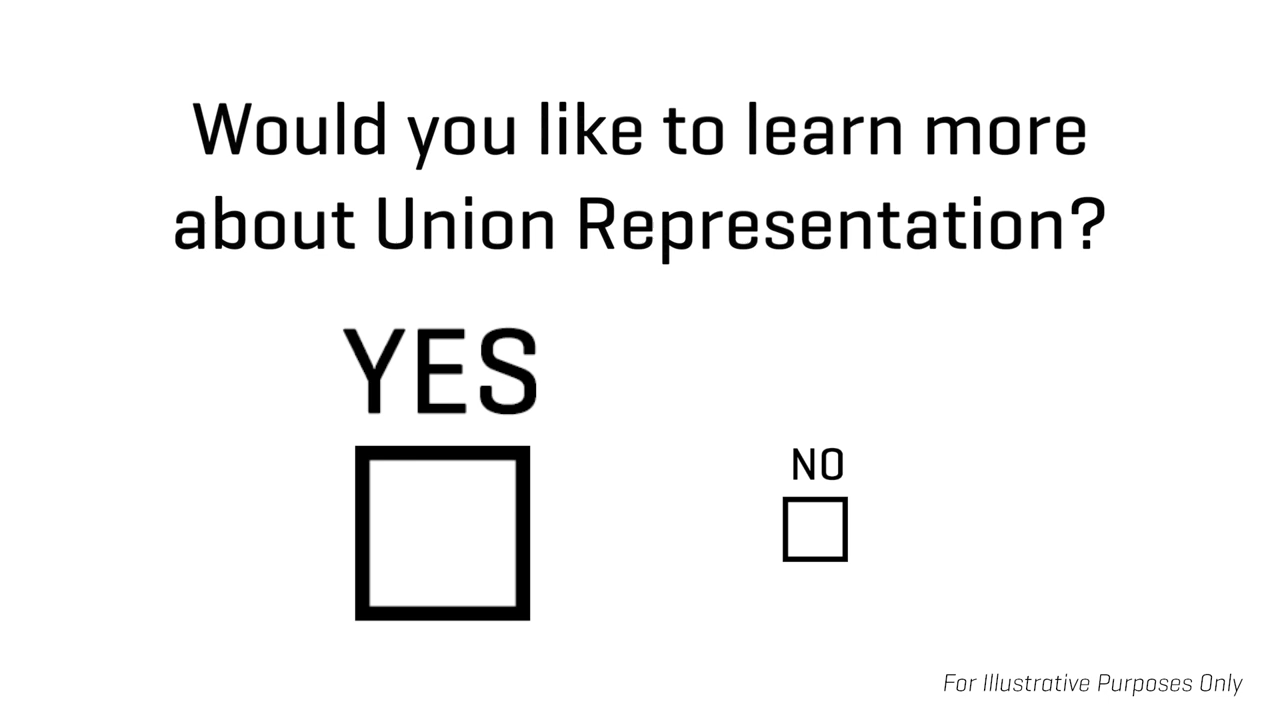 Would you like to learn more
about Union Representation?
YES
NO
For Illustrative Purposes Only